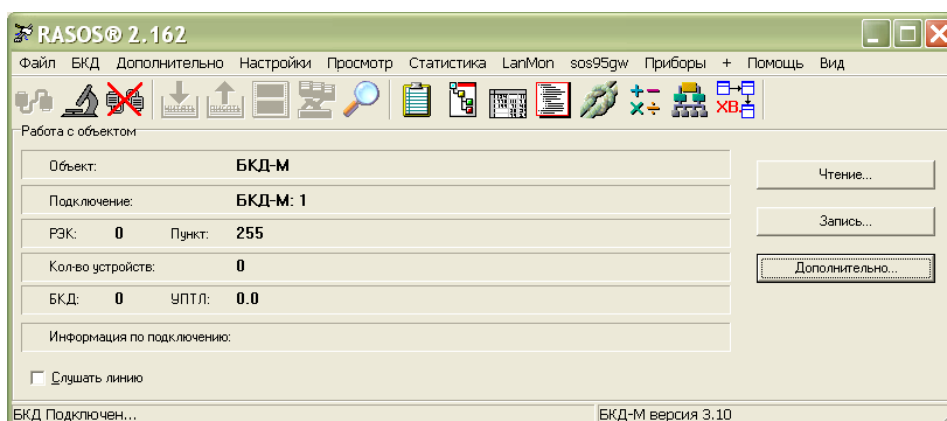 RASOS® 2.162
Файл БКД Дополнительно Настройки Просмотр Статистика LanMon sos95gw Приборы + Помощь Вид
читать писать
XB.
Работа с объектом
Объект: БКД-М
Чтение...
Подключение: БКД-М: 1
Запись...
РЭК: 0 Пункт: 255
Кол-во устройств: 0
Дополнительно...
БКД: 0 УПТЛ: 0.0
Информация по подключению:
Слушать линию
БКД Подключен... БКД-М версия 3.10